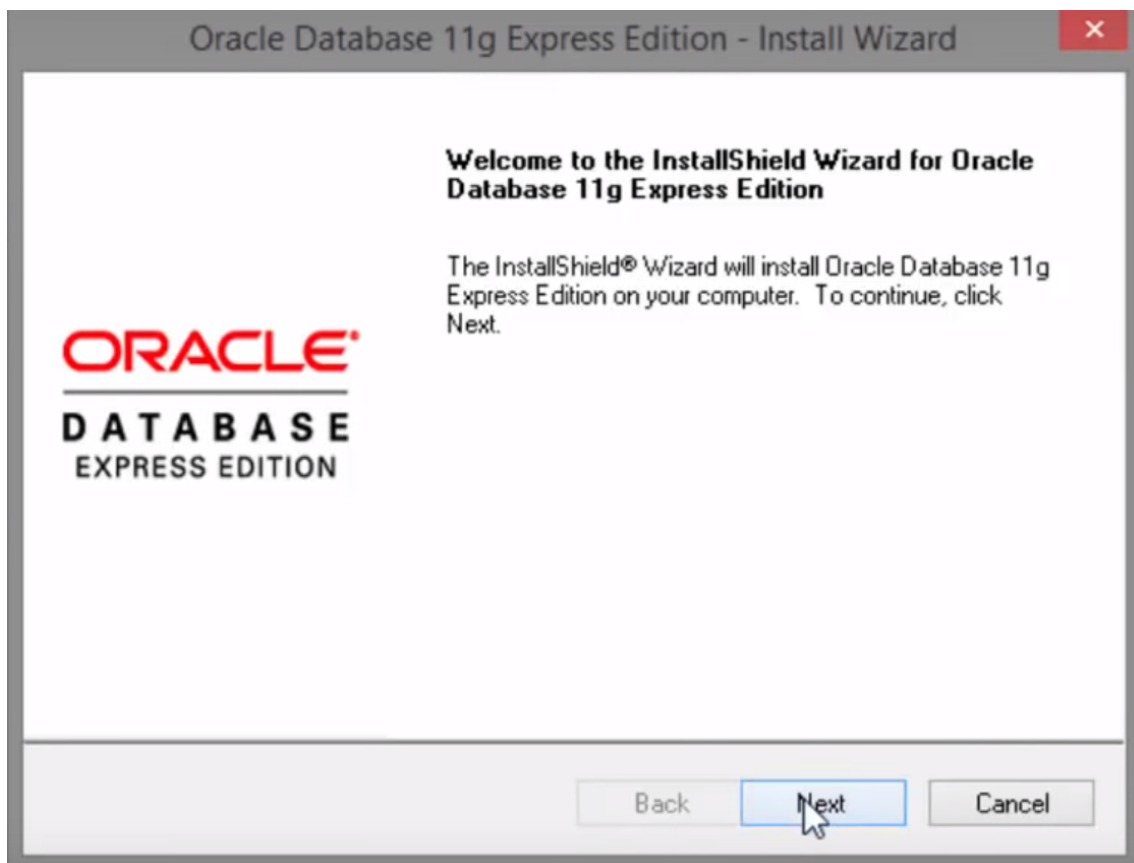 Oracle Database 11g Express Edition - Install Wizard
Welcome to the InstallShield Wizard for Oracle
Database 11g Express Edition
The InstallShield® Wizard will install Oracle Database 11g
Express Edition on your computer. To continue, click
Next.
ORACLE®
DATABASE
EXPRESS EDITION
Back
Next
Cancel